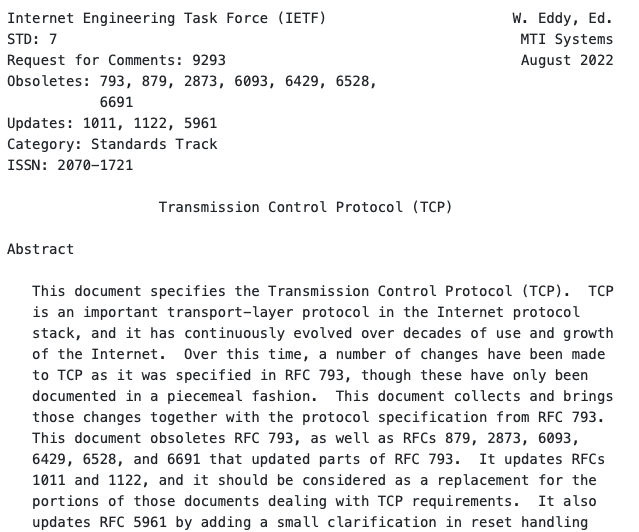 Internet Engineering Task Force (IETF) W. Eddy, Ed.
STD: 7 MTI Systems
Request for Comments: 9293 August 2022
Obsoletes: 793, 879, 2873, 6093, 6429, 6528,
6691
Updates: 1011, 1122, 5961
Category: Standards Track
ISSN: 2070-1721
Transmission Control Protocol (TCP)
Abstract
This document specifies the Transmission Control Protocol (TCP). TCP
is an important transport-layer protocol in the Internet protocol
stack, and it has continuously evolved over decades of use and growth
of the Internet. Over this time, a number of changes have been made
to TCP as it was specified in RFC 793, though these have only been
documented in a piecemeal fashion. This document collects and brings
those changes together with the protocol specification from RFC 793.
This document obsoletes RFC 793, as well as RFCs 879, 2873, 6093,
6429, 6528, and 6691 that updated parts of RFC 793. It updates RFCs
1011 and 1122, and it should be considered as a replacement for the
portions of those documents dealing with TCP requirements. It also
updates RFC 5961 by adding a small clarification in reset handling